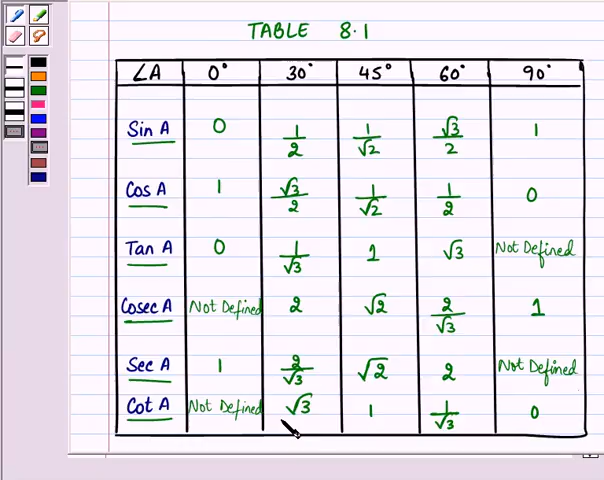 TABLE 8.1
∠A 0° 30° 45° 60° 90°
Sin A 0 1/2 1/√2 √3/2 1
Cos A 1 √3/2 1/√2 1/2 0
Tan A 0 1/√3 1 √3 Not Defined
Cosec A Not Defined 2 √2 2/√3 1
Sec A 1 2/√3 √2 2 Not Defined
Cot A Not Defined √3 1 1/√3 0